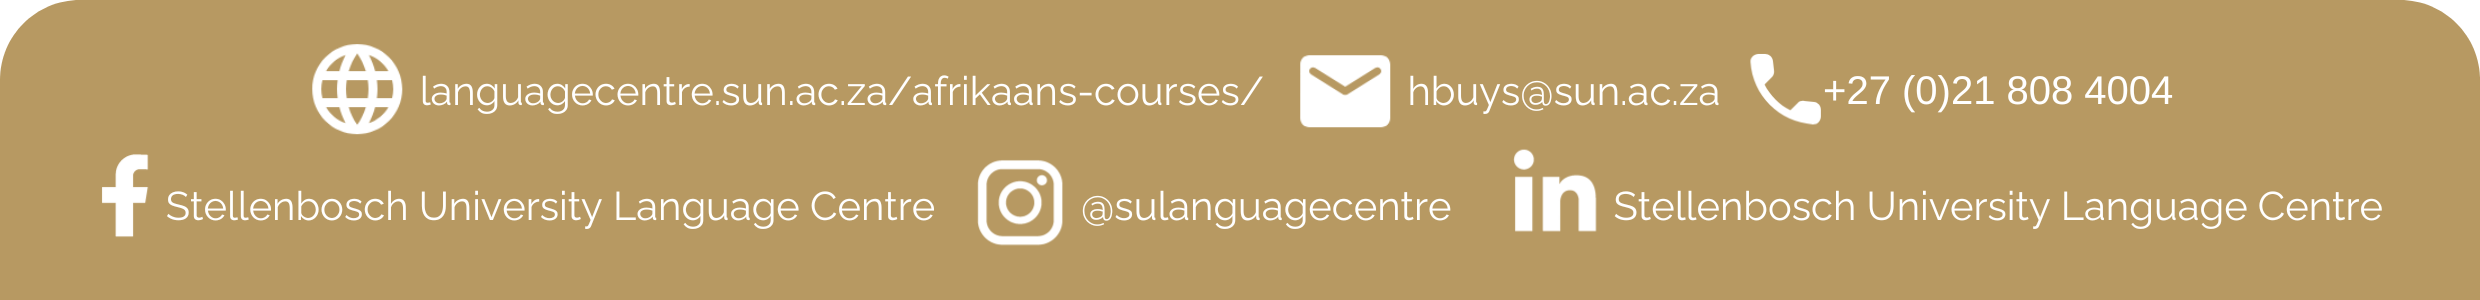 languagecentre.sun.ac.za/afrikaans-courses/ hbuys@sun.ac.za +27 (0)21 808 4004
Stellenbosch University Language Centre @sulanguagecentre Stellenbosch University Language Centre